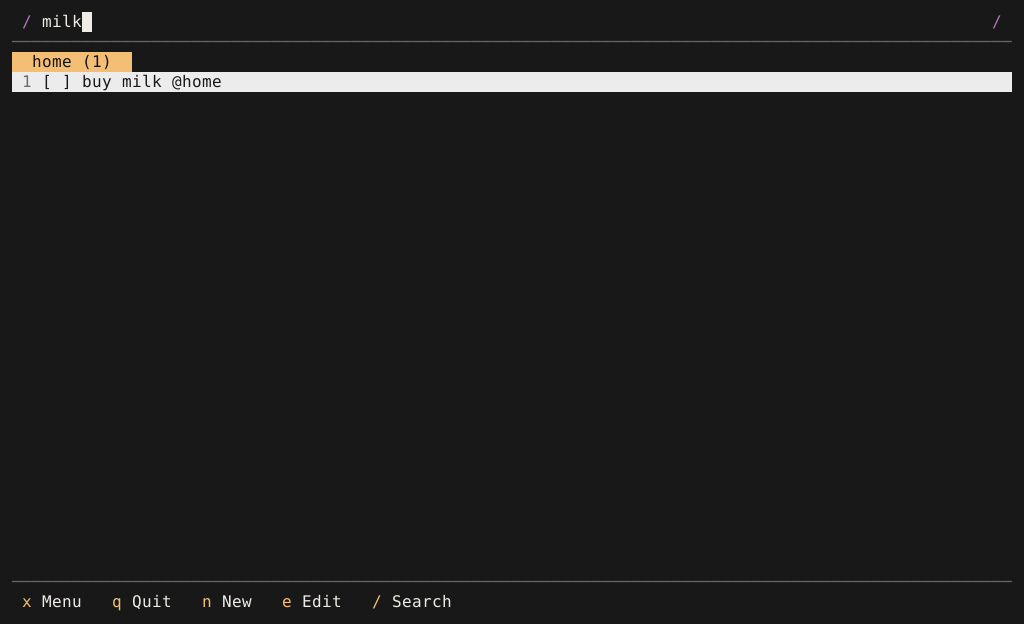 / milk /
home (1)
1 [ ] buy milk @home
x Menu q Quit n New e Edit / Search